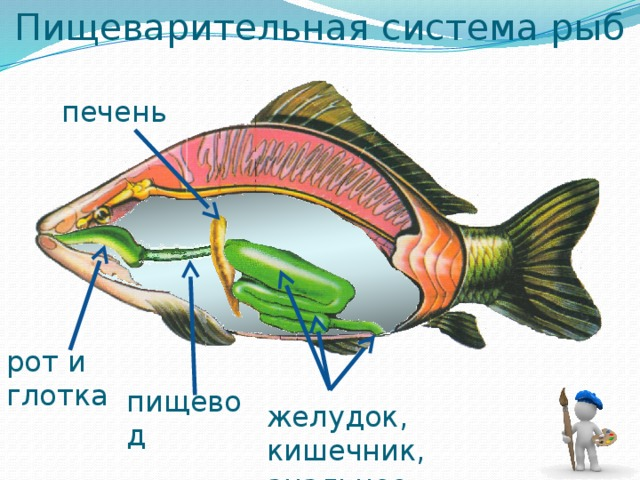 Пищеварительная система рыб
печень
рот и
глотка
пищево
д
желудок,
кишечник,